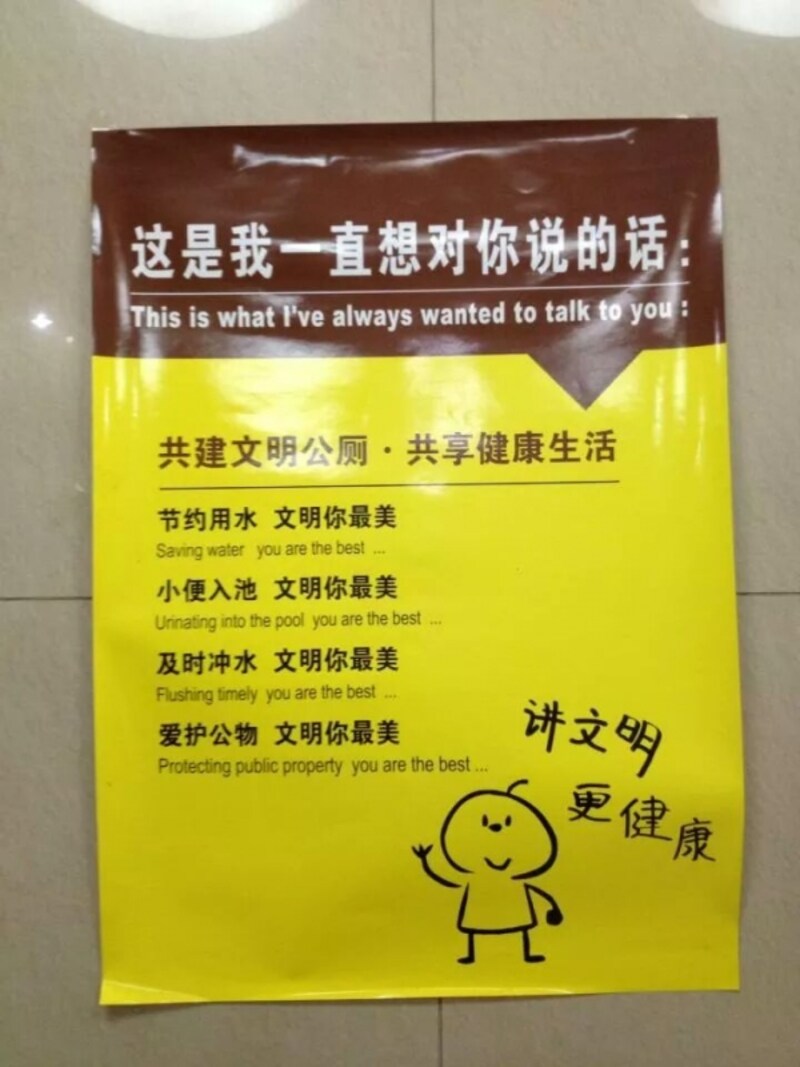 这是我一直想对你说的话：
This is what I've always wanted to talk to you :
共建文明公厕·共享健康生活
节约用水 文明你最美
Saving water you are the best ...
小便入池 文明你最美
Urinating into the pool you are the best ...
及时冲水 文明你最美
Flushing timely you are the best ...
爱护公物 文明你最美
Protecting public property you are the best ...
讲文明
更健康